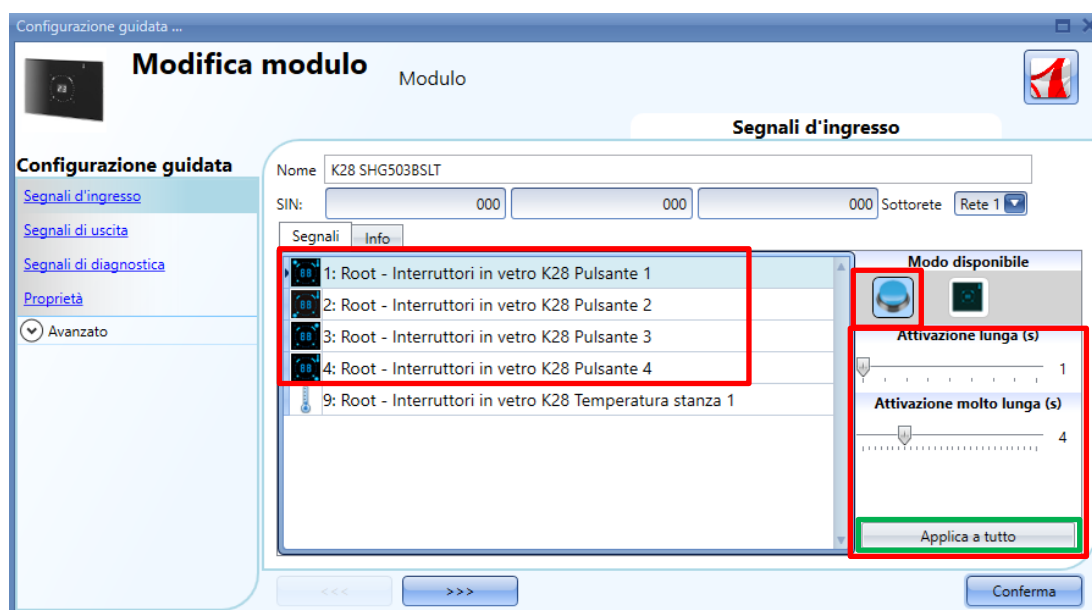 Configurazione guidata ...
Modifica modulo
Modulo
Segnali d'ingresso
Configurazione guidata
Segnali d'ingresso
Segnali di uscita
Segnali di diagnostica
Proprietà
Avanzato
Nome K28 SHG503BSLT
SIN: 000 000 000 Sottorete Rete 1
Segnali Info
1: Root - Interruttori in vetro K28 Pulsante 1
2: Root - Interruttori in vetro K28 Pulsante 2
3: Root - Interruttori in vetro K28 Pulsante 3
4: Root - Interruttori in vetro K28 Pulsante 4
9: Root - Interruttori in vetro K28 Temperatura stanza 1
Modo disponibile
Attivazione lunga (s)
1
Attivazione molto lunga (s)
4
Applica a tutto
<<< >>> Conferma